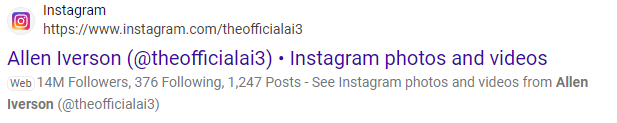 Instagram
https://www.instagram.com/theofficialai3
Allen Iverson (@theofficialai3) • Instagram photos and videos
Web 14M Followers, 376 Following, 1,247 Posts - See Instagram photos and videos from Allen
Iverson (@theofficialai3)